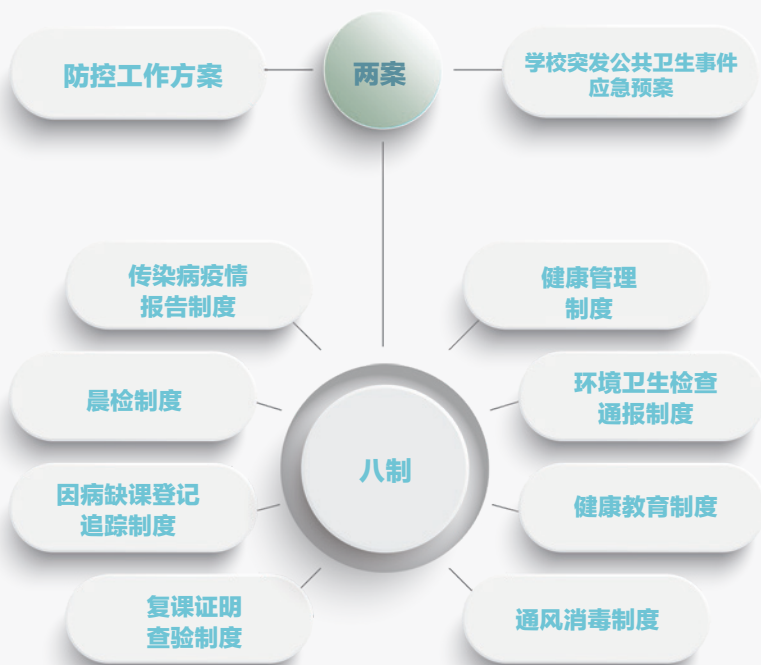 防控工作方案
两案
学校突发公共卫生事件
应急预案
传染病疫情
报告制度
健康管理
制度
晨检制度
环境卫生检查
通报制度
八制
因病缺课登记
追踪制度
健康教育制度
复课证明
查验制度
通风消毒制度